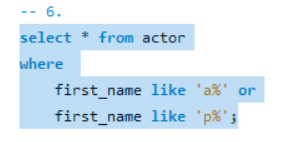 -- 6.
select * from actor
where
    first_name like 'a%' or
    first_name like 'p%';